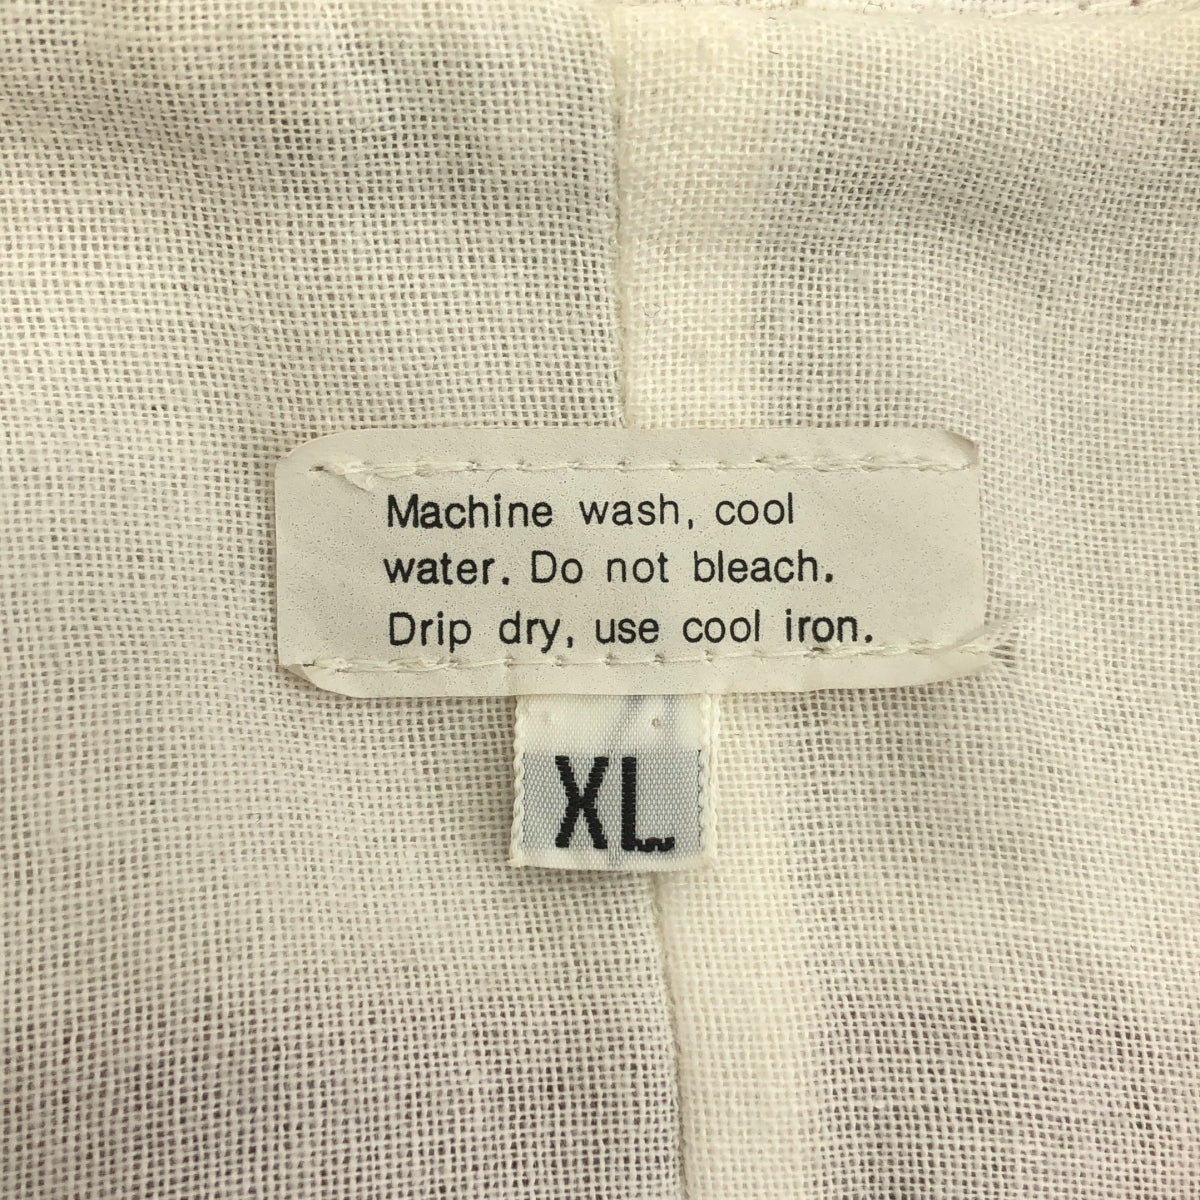 Machine wash, cool
water. Do not bleach.
Drip dry, use cool iron.
XL